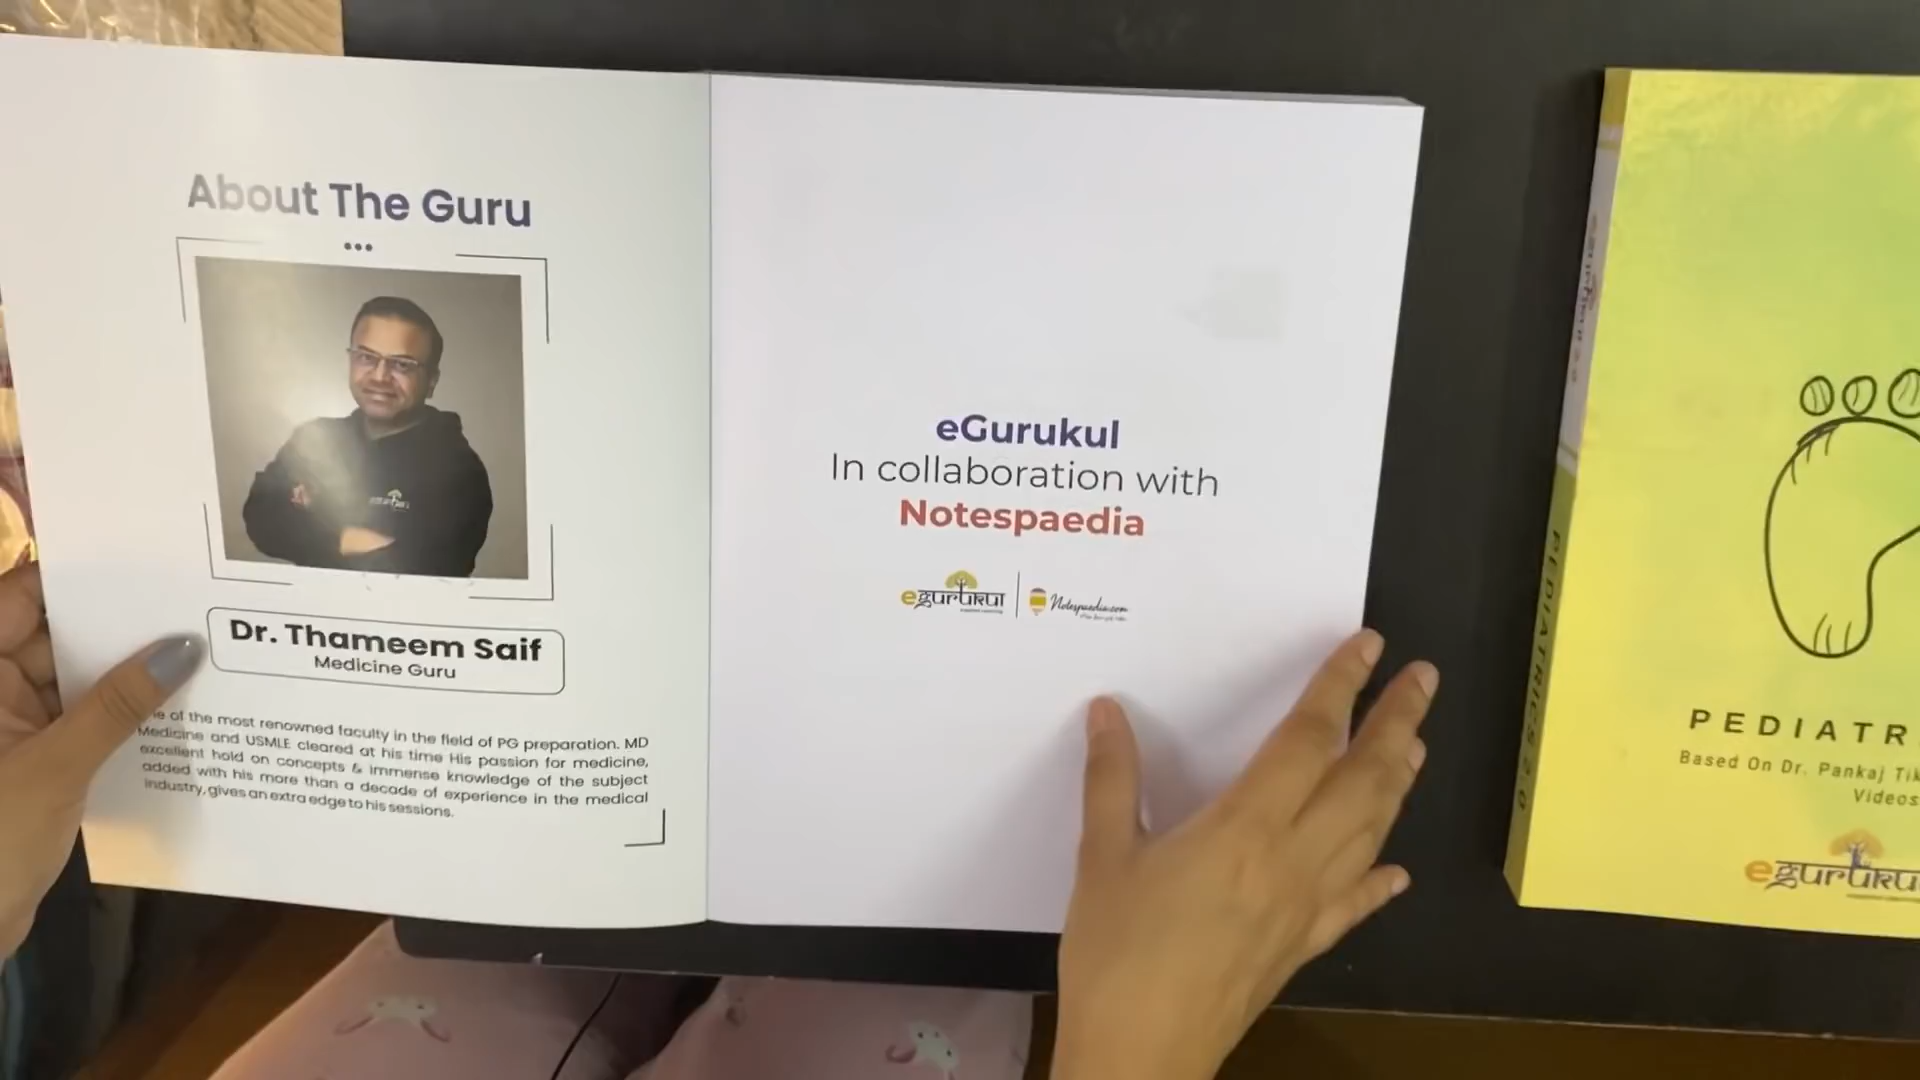 About The Guru
Dr. Thameem Saif
Medicine Guru
of the most renowned faculty in the field of PG preparation. MD
Medicine and USMLE cleared at his time His passion for medicine,
excellent hold on concepts & immense knowledge of the subject
added with his more than a decade of experience in the medical
industry, gives an extra edge to his sessions.
eGurukul
In collaboration with
Notespaedia
egurukul
Notespaedia.com
PEDIATRICS 2.0
PEDIATR
Based On Dr. Pankaj Tik
Videos
egurukul